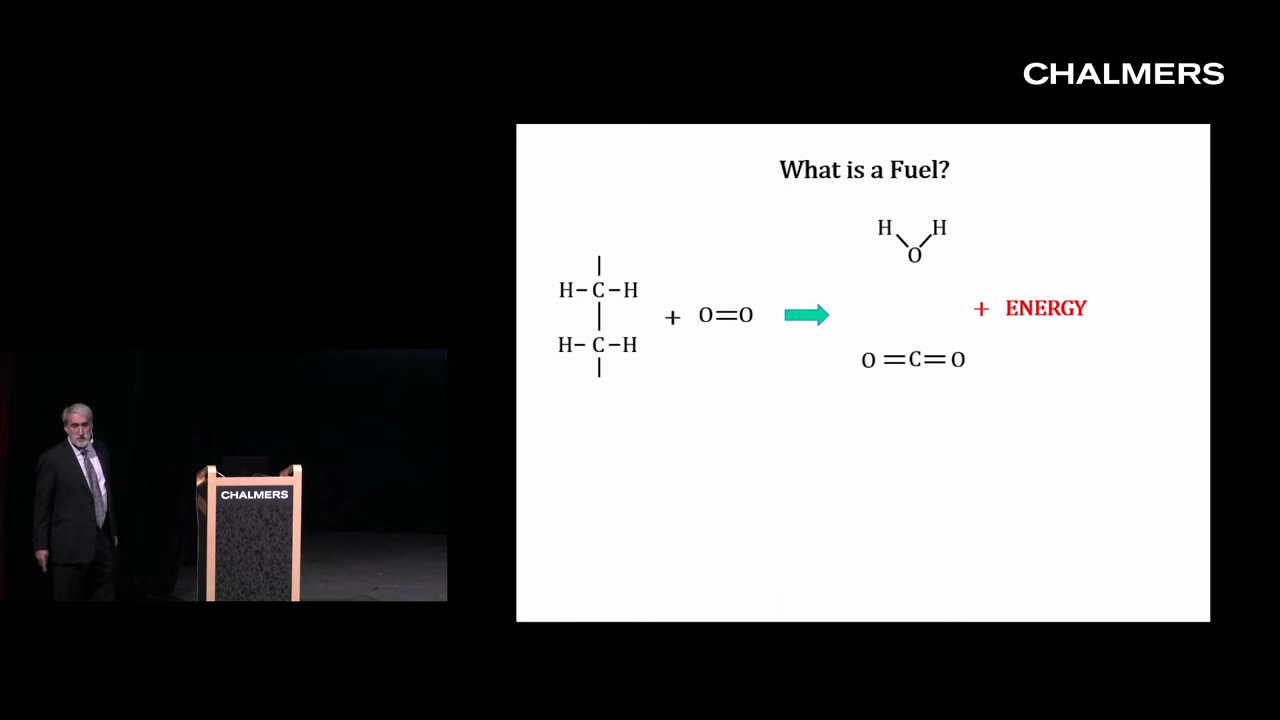 CHALMERS
What is a Fuel?
H H
O
H – C – H
+ O=O
+ ENERGY
H – C – H
O =C= O
CHALMERS